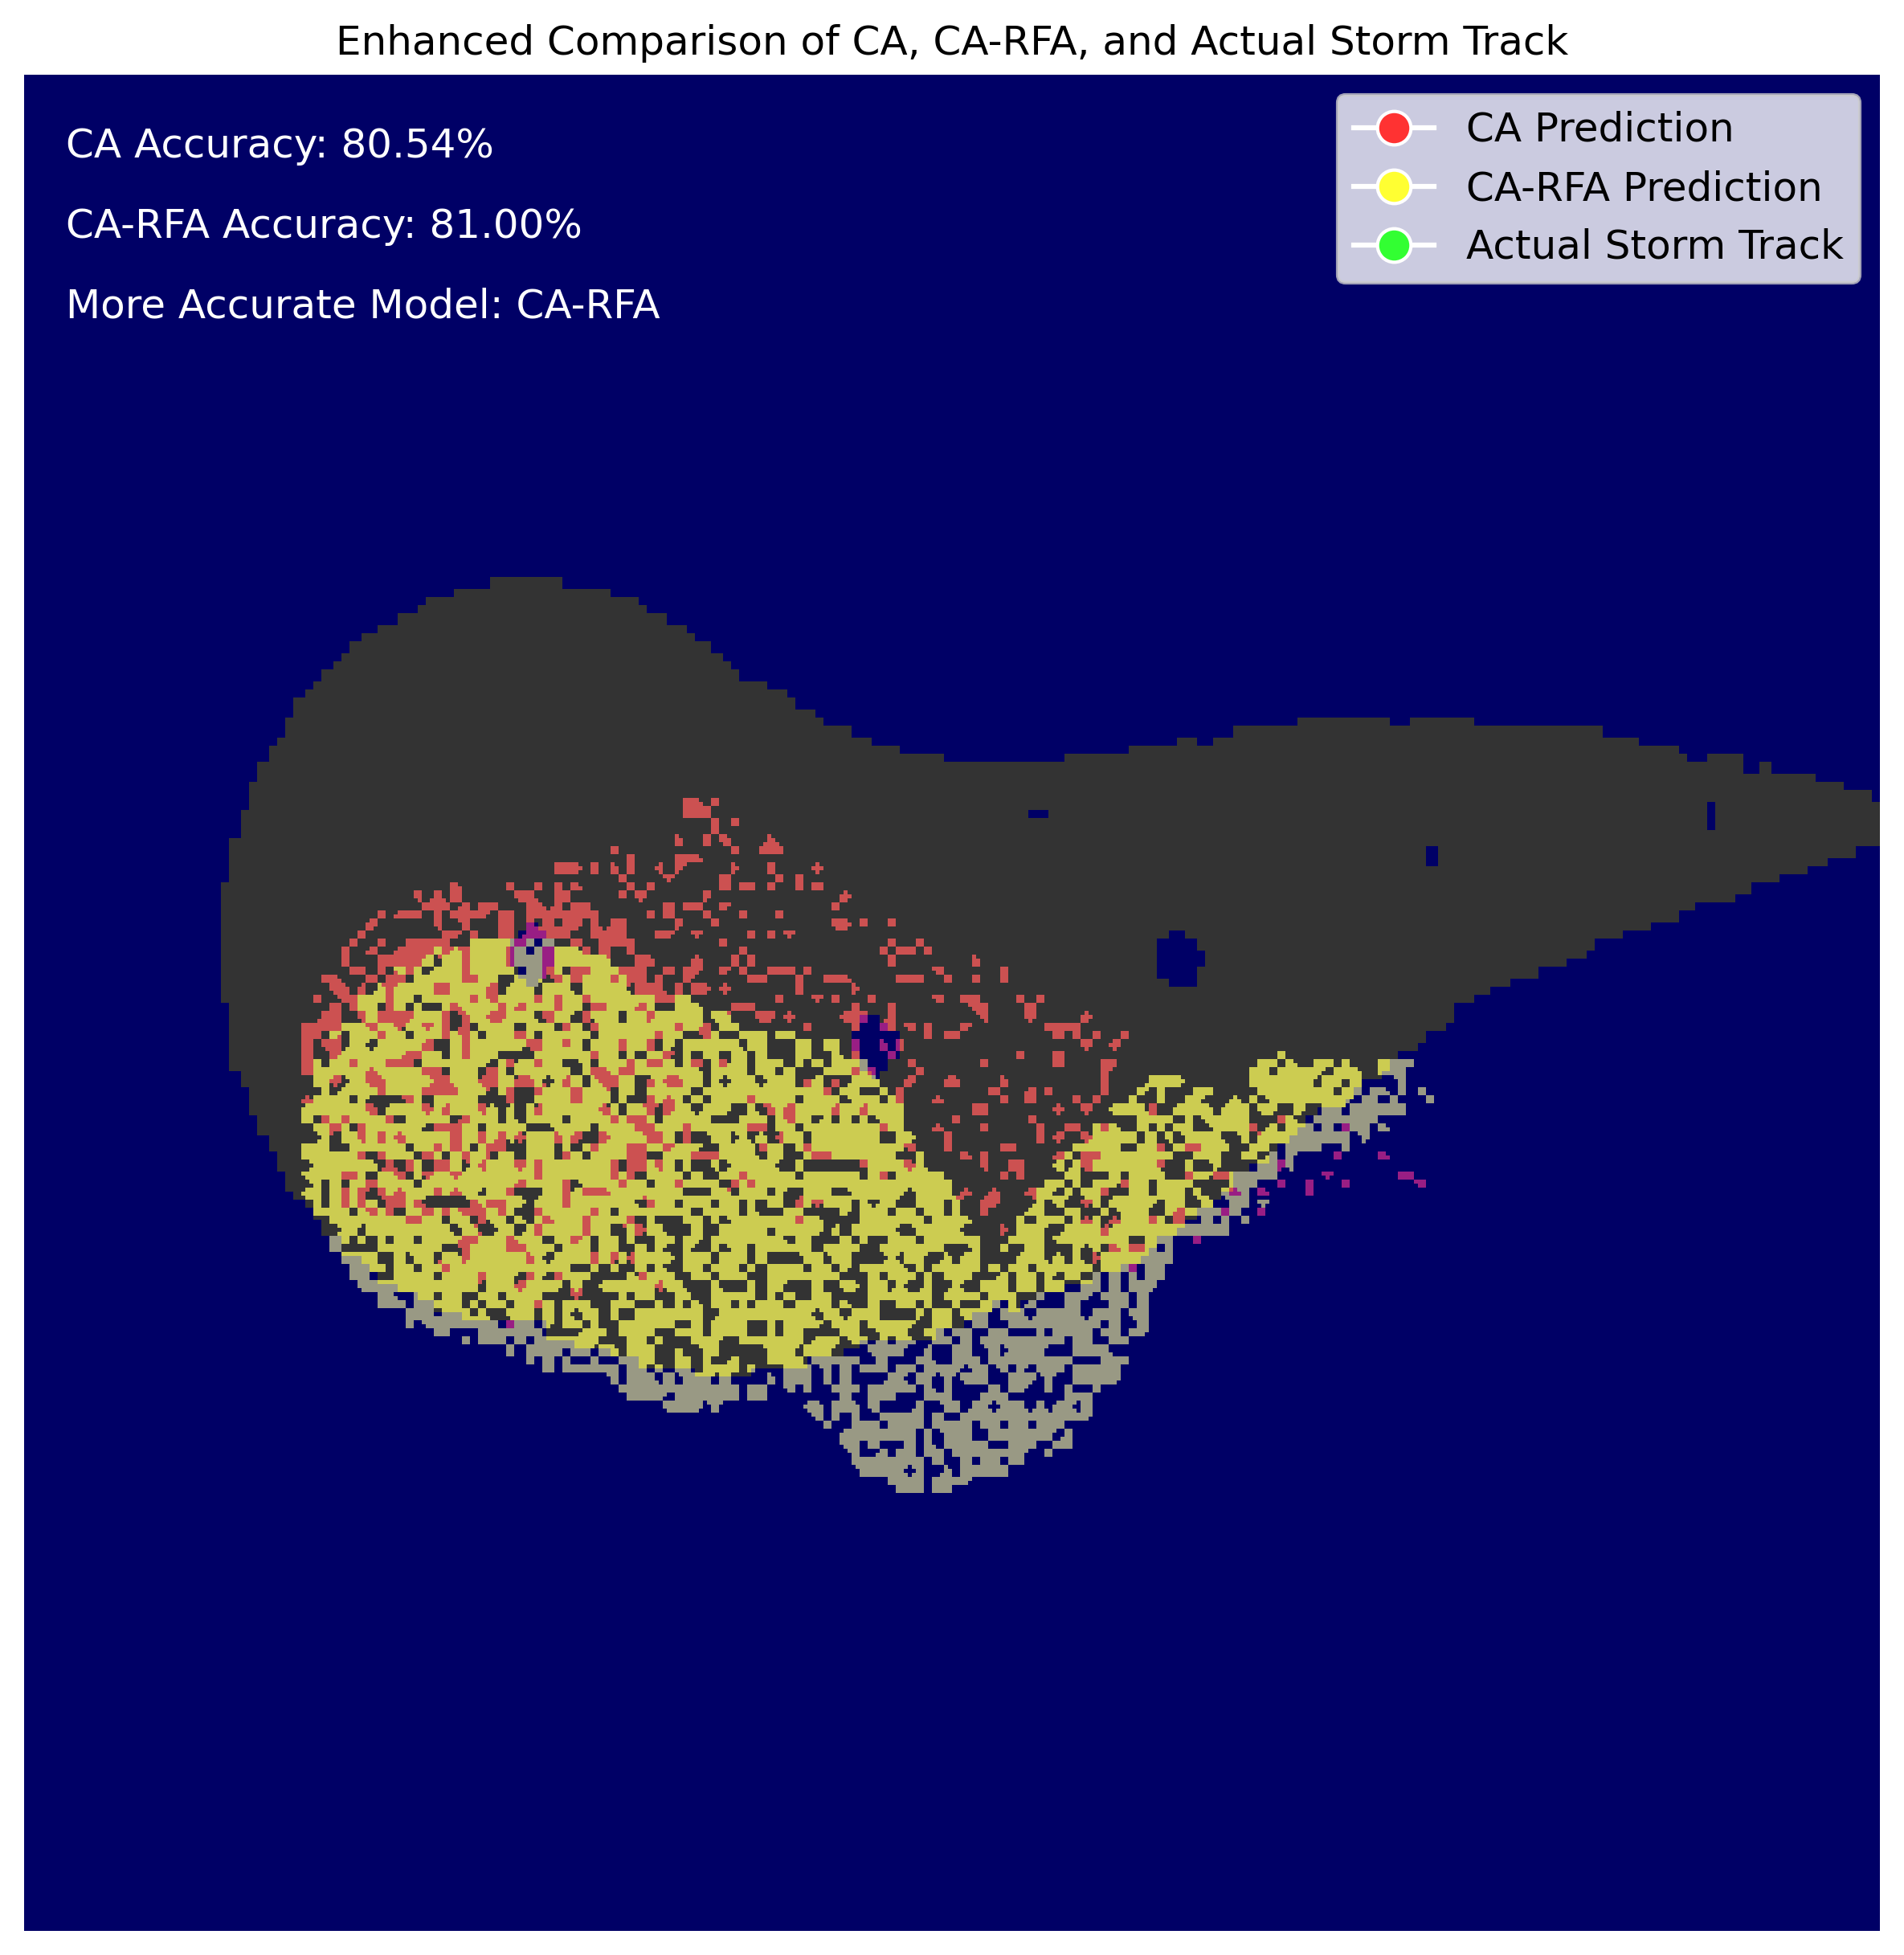 Enhanced Comparison of CA, CA-RFA, and Actual Storm Track
CA Accuracy: 80.54%
CA-RFA Accuracy: 81.00%
More Accurate Model: CA-RFA
CA Prediction
CA-RFA Prediction
Actual Storm Track